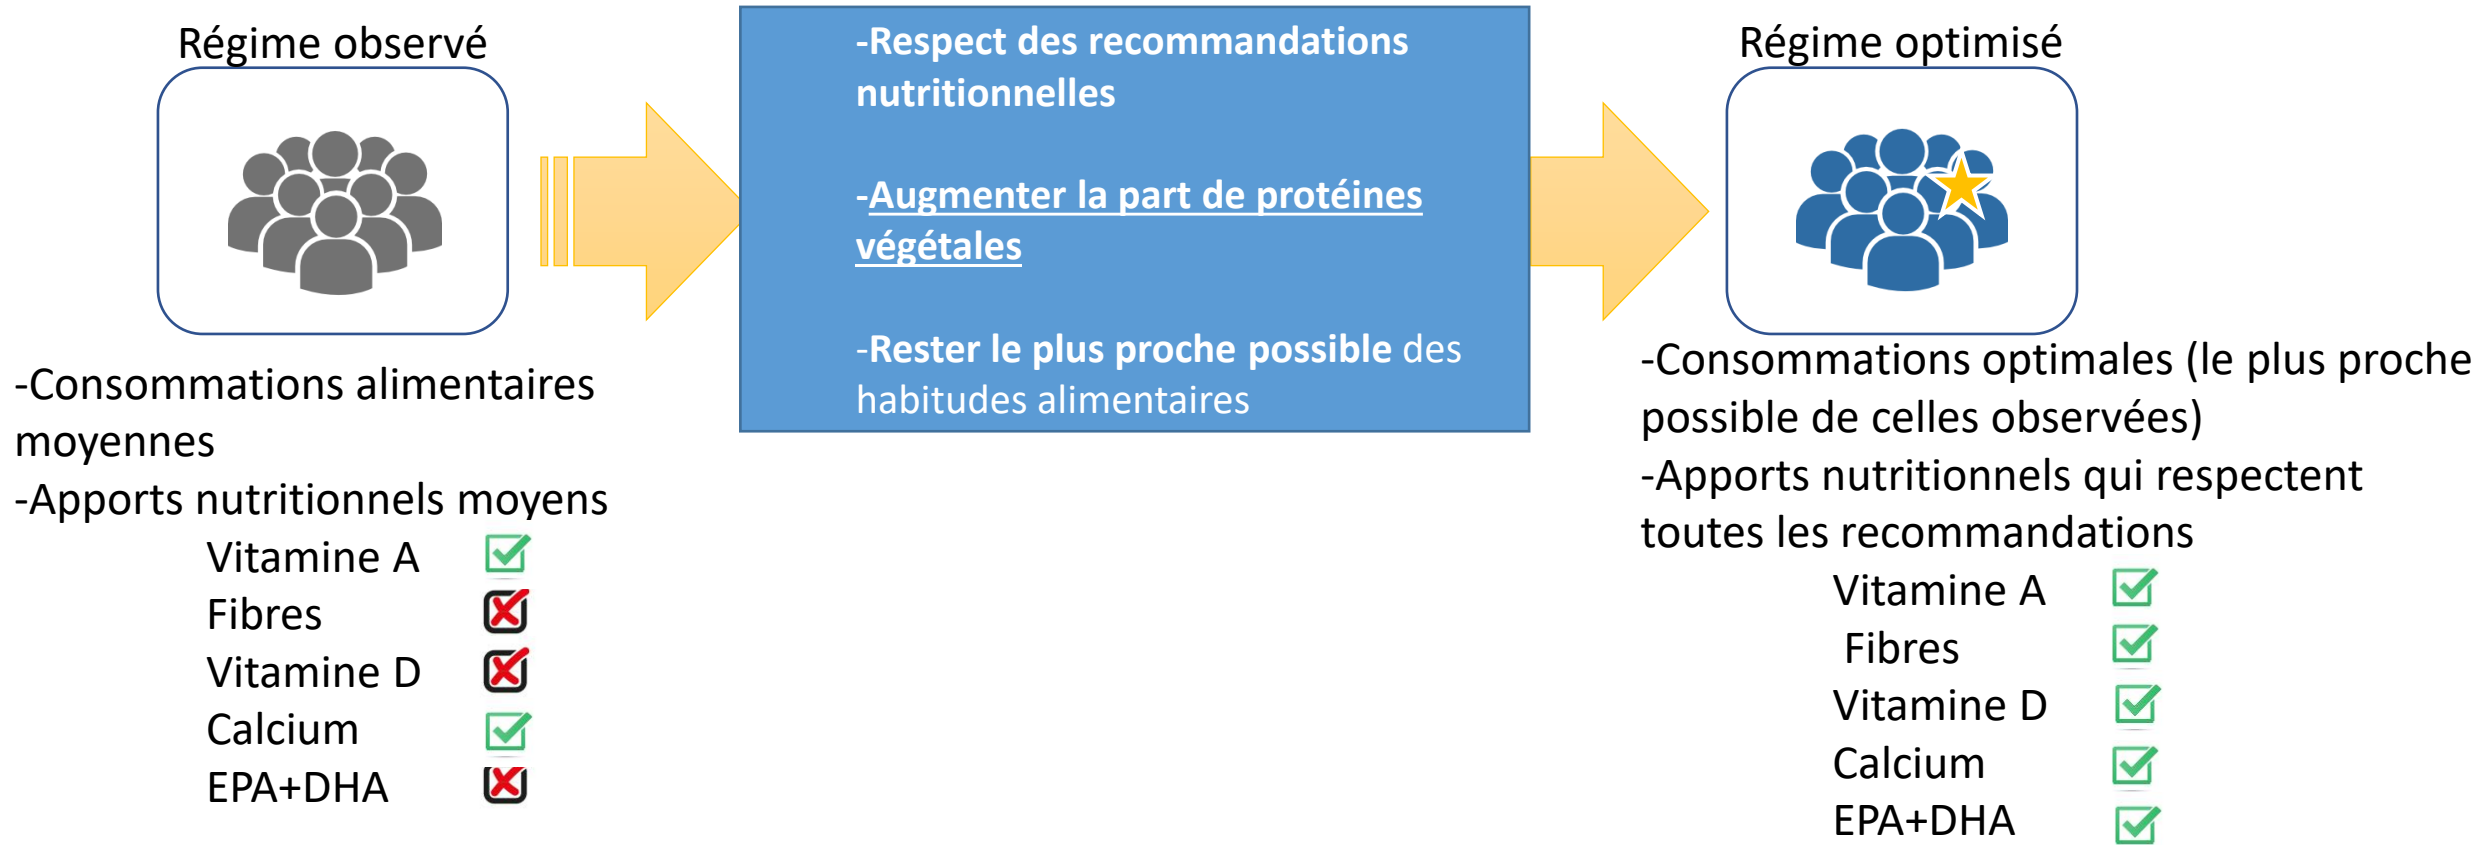 Régime observé
-Consommations alimentaires
moyennes
-Apports nutritionnels moyens
Vitamine A
Fibres
Vitamine D
Calcium
EPA+DHA
-Respect des recommandations
nutritionnelles
-Augmenter la part de protéines
végétales
-Rester le plus proche possible des
habitudes alimentaires
Régime optimisé
-Consommations optimales (le plus proche
possible de celles observées)
-Apports nutritionnels qui respectent
toutes les recommandations
Vitamine A
Fibres
Vitamine D
Calcium
EPA+DHA